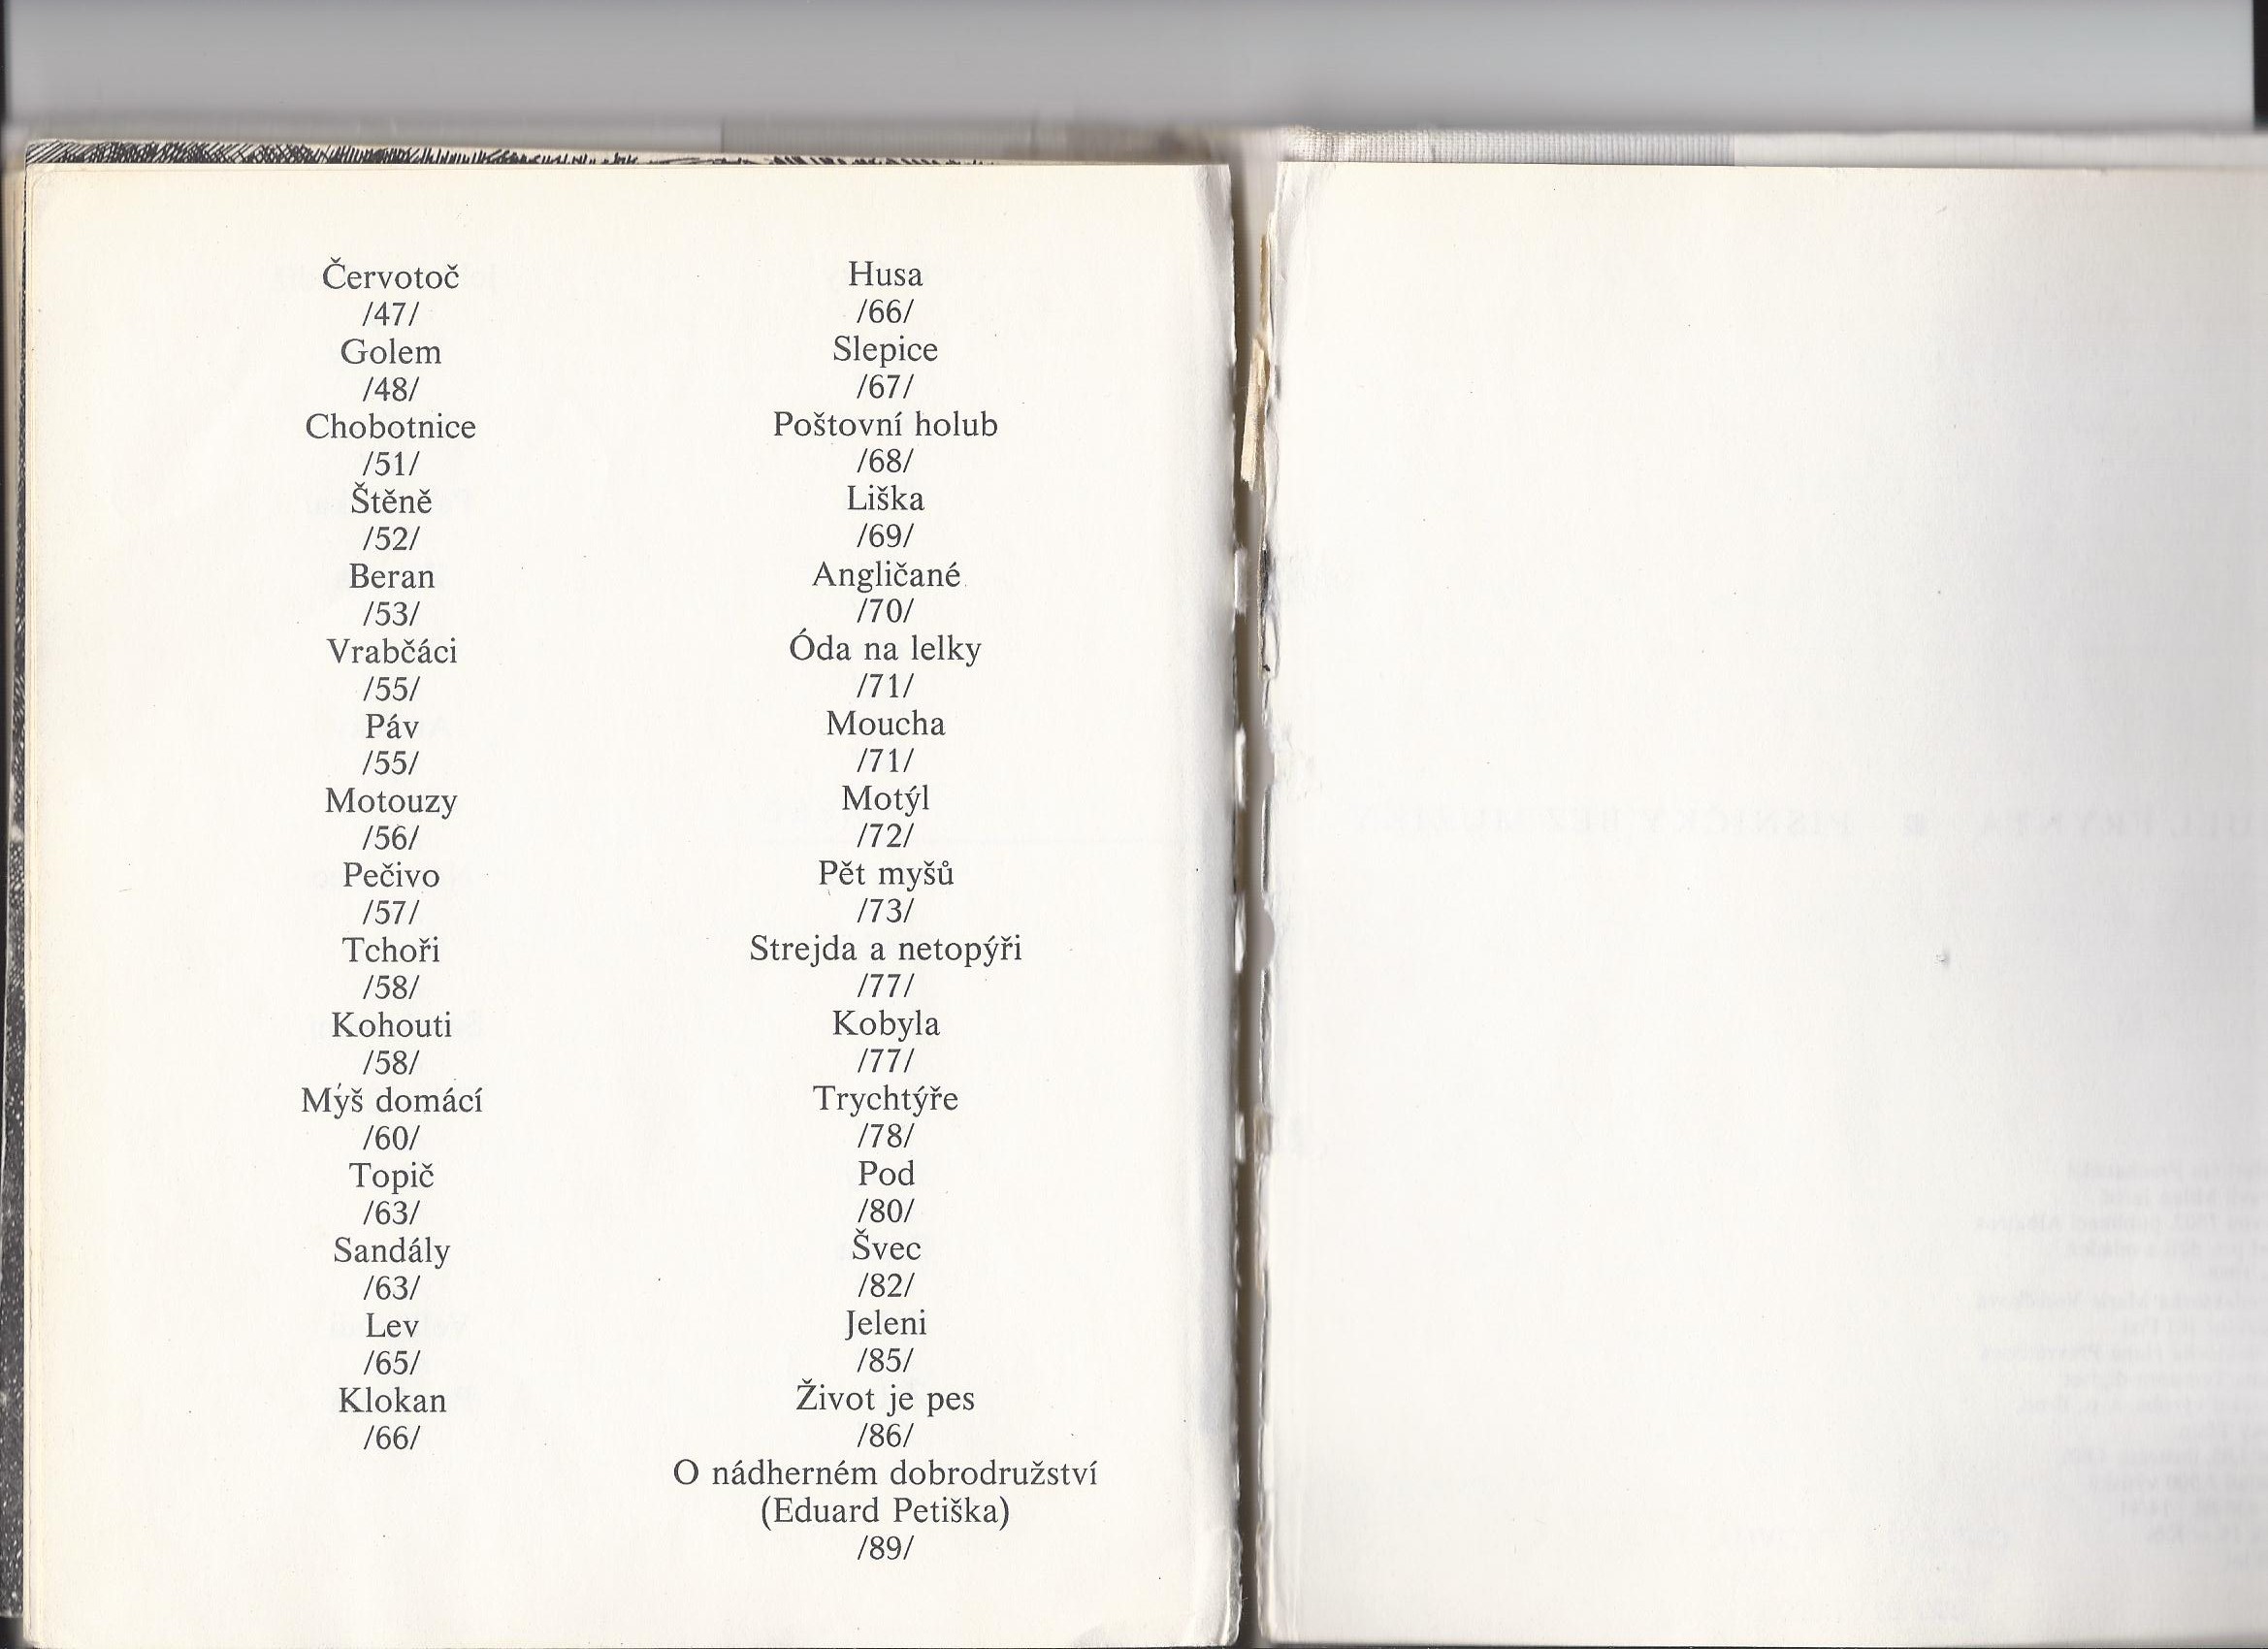 Červotoč
/47/
Golem
/48/
Chobotnice
/51/
Štěně
/52/
Beran
/53/
Vrabčáci
/55/
Páv
/55/
Motouzy
/56/
Pečivo
/57/
Tchoři
/58/
Kohouti
/58/
Myš domácí
/60/
Topič
/63/
Sandály
/63/
Lev
/65/
Klokan
/66/
Husa
/66/
Slepice
/67/
Poštovní holub
/68/
Liška
/69/
Angličané
/70/
Óda na lelky
/71/
Moucha
/71/
Motýl
/72/
Pět myšů
/73/
Strejda a netopýři
/77/
Kobyla
/77/
Trychtýře
/78/
Pod
/80/
Švec
/82/
Jeleni
/85/
Život je pes
/86/
O nádherném dobrodružství
(Eduard Petiška)
/89/